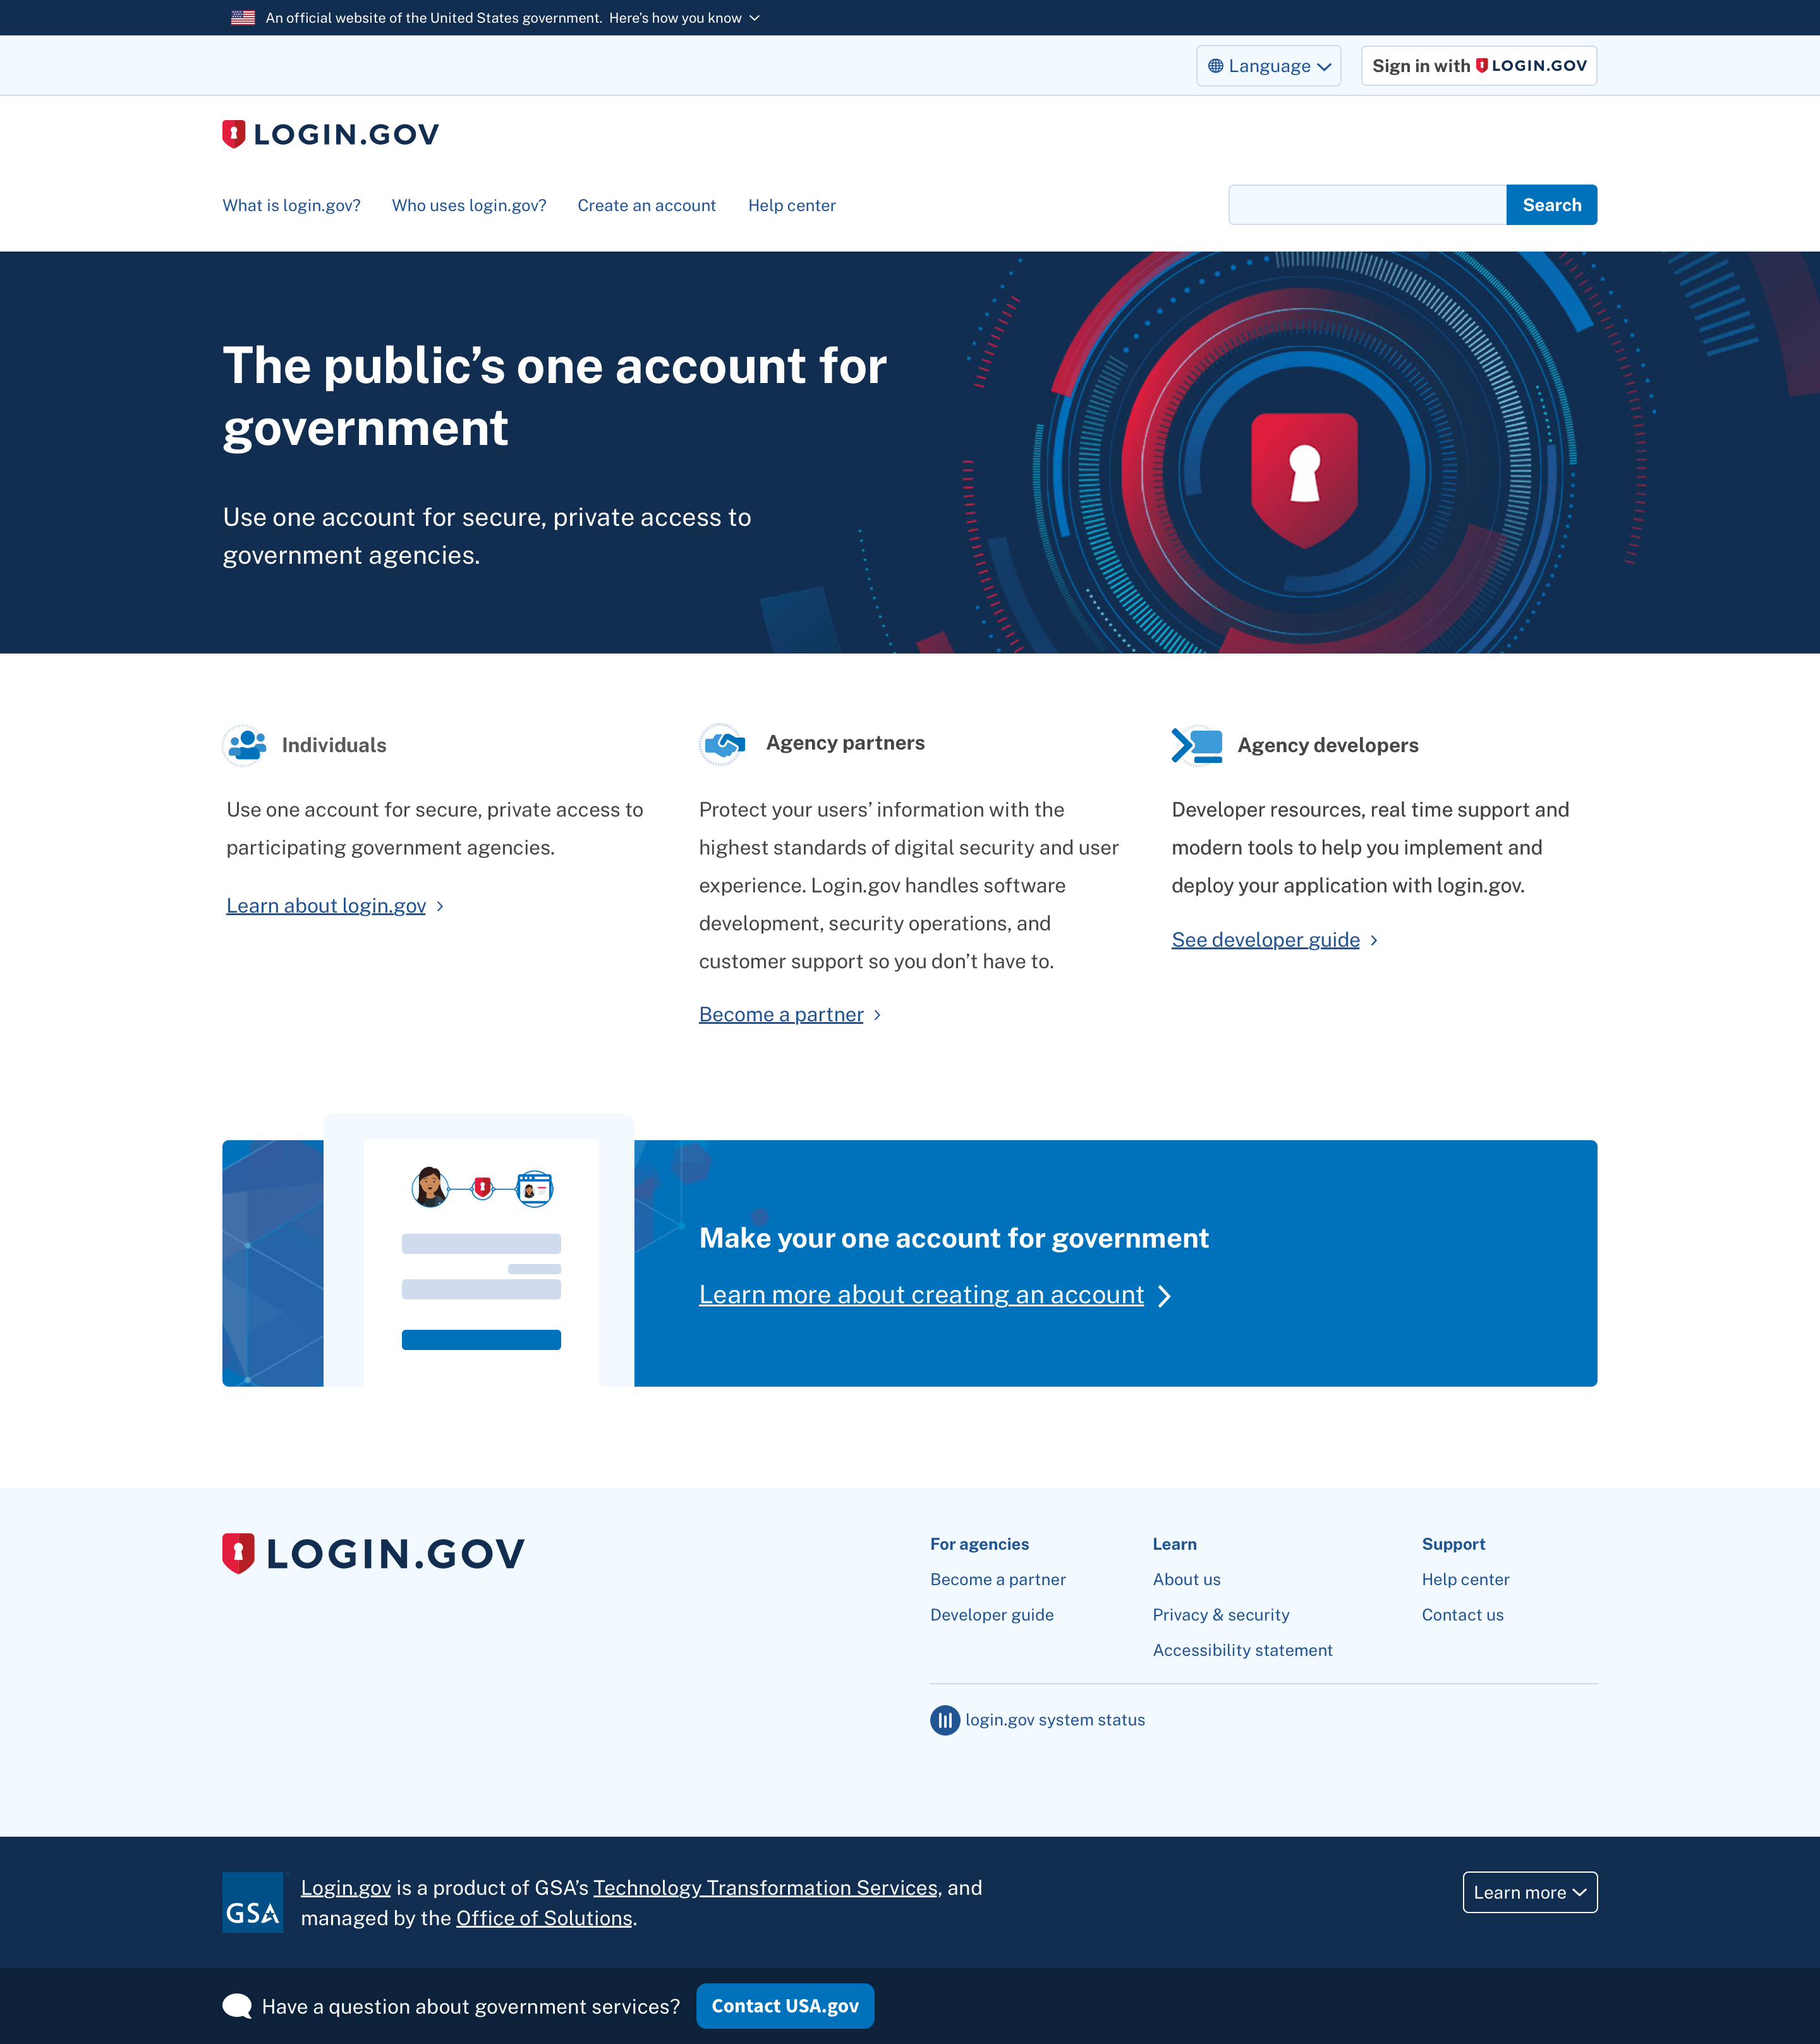 An official website of the United States government. Here’s how you know
Language
Sign in with LOGIN.GOV
LOGIN.GOV
What is login.gov?
Who uses login.gov?
Create an account
Help center
Search
The public’s one account for
government
Use one account for secure, private access to
government agencies.
Individuals
Use one account for secure, private access to
participating government agencies.
Learn about login.gov
Agency partners
Protect your users’ information with the
highest standards of digital security and user
experience. Login.gov handles software
development, security operations, and
customer support so you don’t have to.
Become a partner
Agency developers
Developer resources, real time support and
modern tools to help you implement and
deploy your application with login.gov.
See developer guide
Make your one account for government
Learn more about creating an account
LOGIN.GOV
For agencies
Become a partner
Developer guide
Learn
About us
Privacy & security
Accessibility statement
Support
Help center
Contact us
login.gov system status
GSA
Login.gov is a product of GSA’s Technology Transformation Services, and
managed by the Office of Solutions.
Learn more
Have a question about government services?
Contact USA.gov